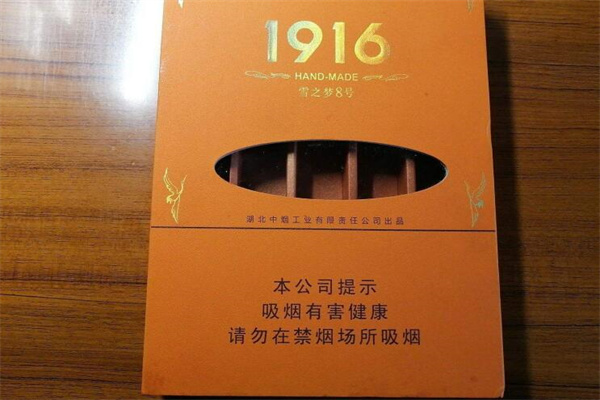 1916
HAND-MADE
雪之梦8号
湖北中烟工业有限责任公司出品
本公司提示
吸烟有害健康
请勿在禁烟场所吸烟